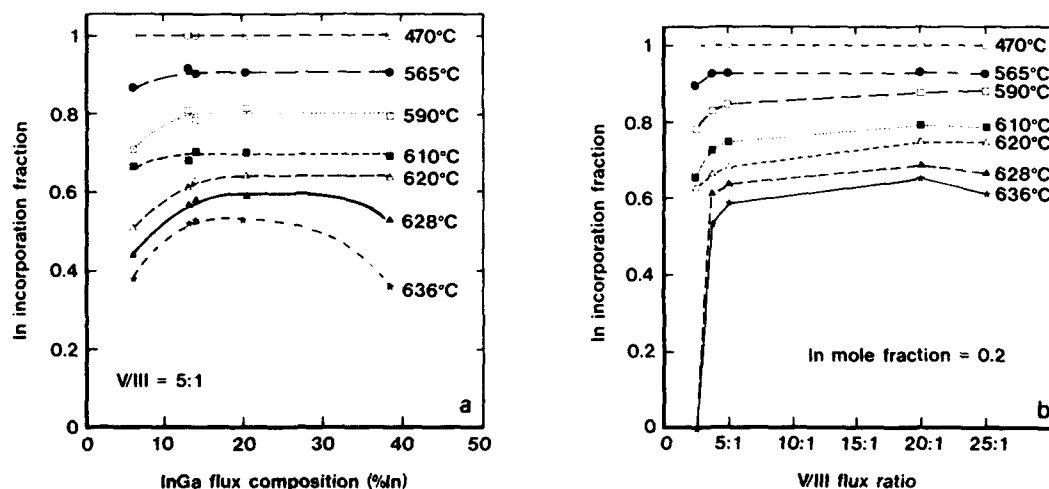 In incorporation fraction
1
0.8
0.6
0.4
0.2
0
470°C
565°C
590°C
610°C
620°C
628°C
636°C
V/III = 5:1
a
0 10 20 30 40 50
InGa flux composition (%In)
In incorporation fraction
1
0.8
0.6
0.4
0.2
0
470°C
565°C
590°C
610°C
620°C
628°C
636°C
In mole fraction = 0.2
b
0 5:1 10:1 15:1 20:1 25:1
V/III flux ratio